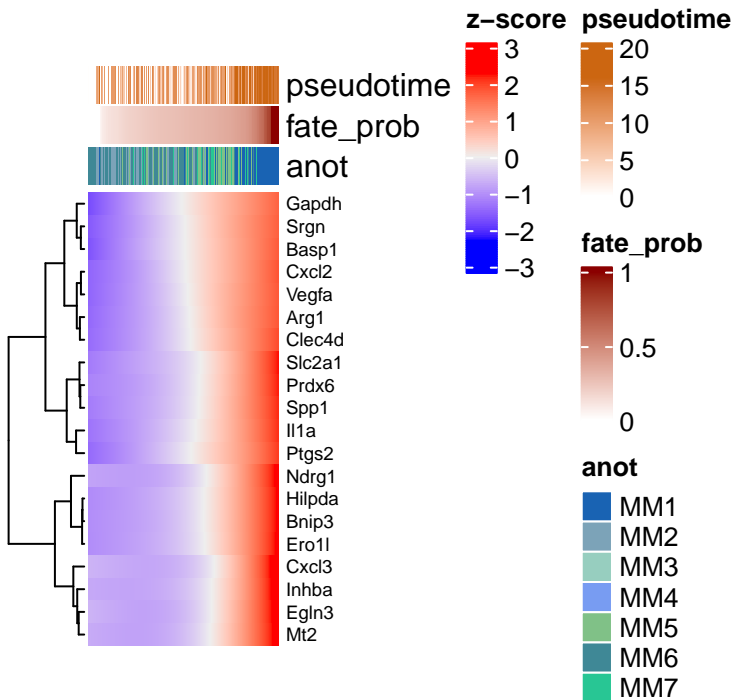 z−score
3
2
1
0
−1
−2
−3
pseudotime
20
15
10
5
0
pseudotime
fate_prob
anot
Gapdh
Srgn
Basp1
Cxcl2
Vegfa
Arg1
Clec4d
Slc2a1
Prdx6
Spp1
Il1a
Ptgs2
Ndrg1
Hilpda
Bnip3
Ero1l
Cxcl3
Inhba
Egln3
Mt2
fate_prob
1
0.5
0
anot
MM1
MM2
MM3
MM4
MM5
MM6
MM7